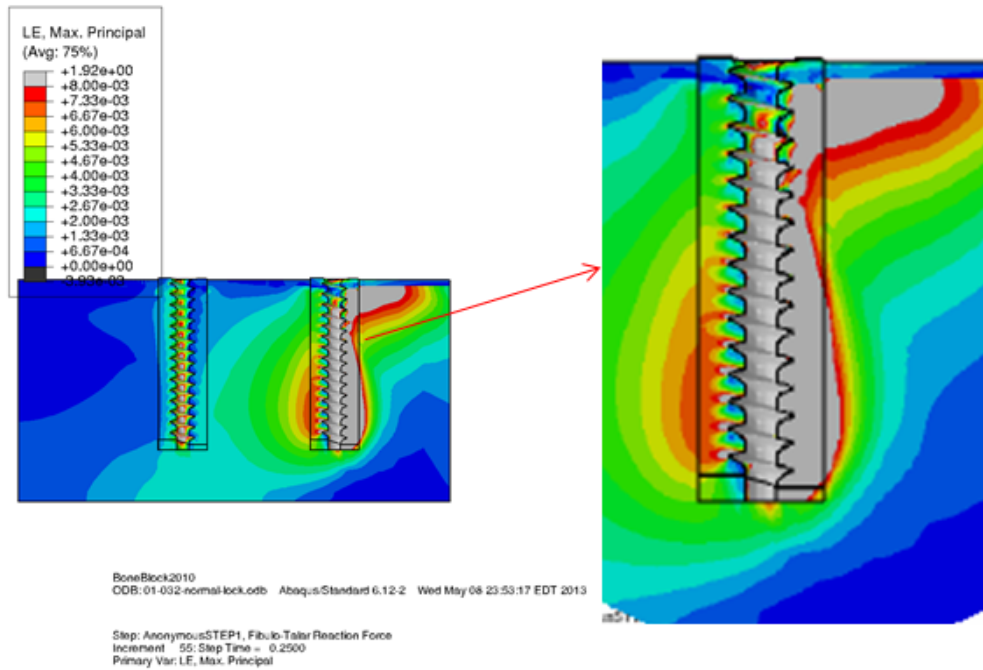 LE, Max. Principal
(Avg: 75%)
+1.92e+00
+8.00e-03
+7.33e-03
+6.67e-03
+6.00e-03
+5.33e-03
+4.67e-03
+3.33e-03
+2.67e-03
+2.00e-03
+1.33e-03
+6.67e-04
+0.00e+00
BoneBlock2010
ODB: 01-032-normal-lock.odb Abaqus/Standard 6.12-2 Wed May 08 23:53:17 EDT 2013
Step: AnonymousSTEP1, Fibulo-Talar Reaction Force
Increment 55: Step Time = 0.2500
Primary Var: LE, Max. Principal